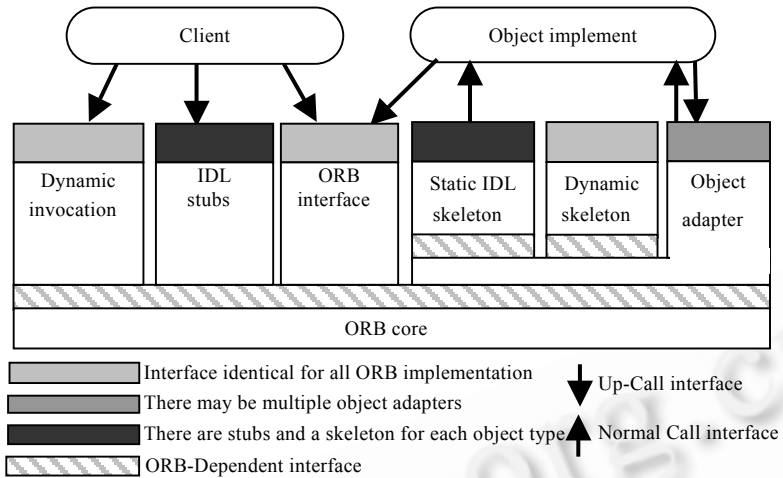 Client
Object implement
Dynamic
invocation
IDL
stubs
ORB
interface
Static IDL
skeleton
Dynamic
skeleton
Object
adapter
ORB core
Interface identical for all ORB implementation
There may be multiple object adapters
There are stubs and a skeleton for each object type
ORB-Dependent interface
Up-Call interface
Normal Call interface